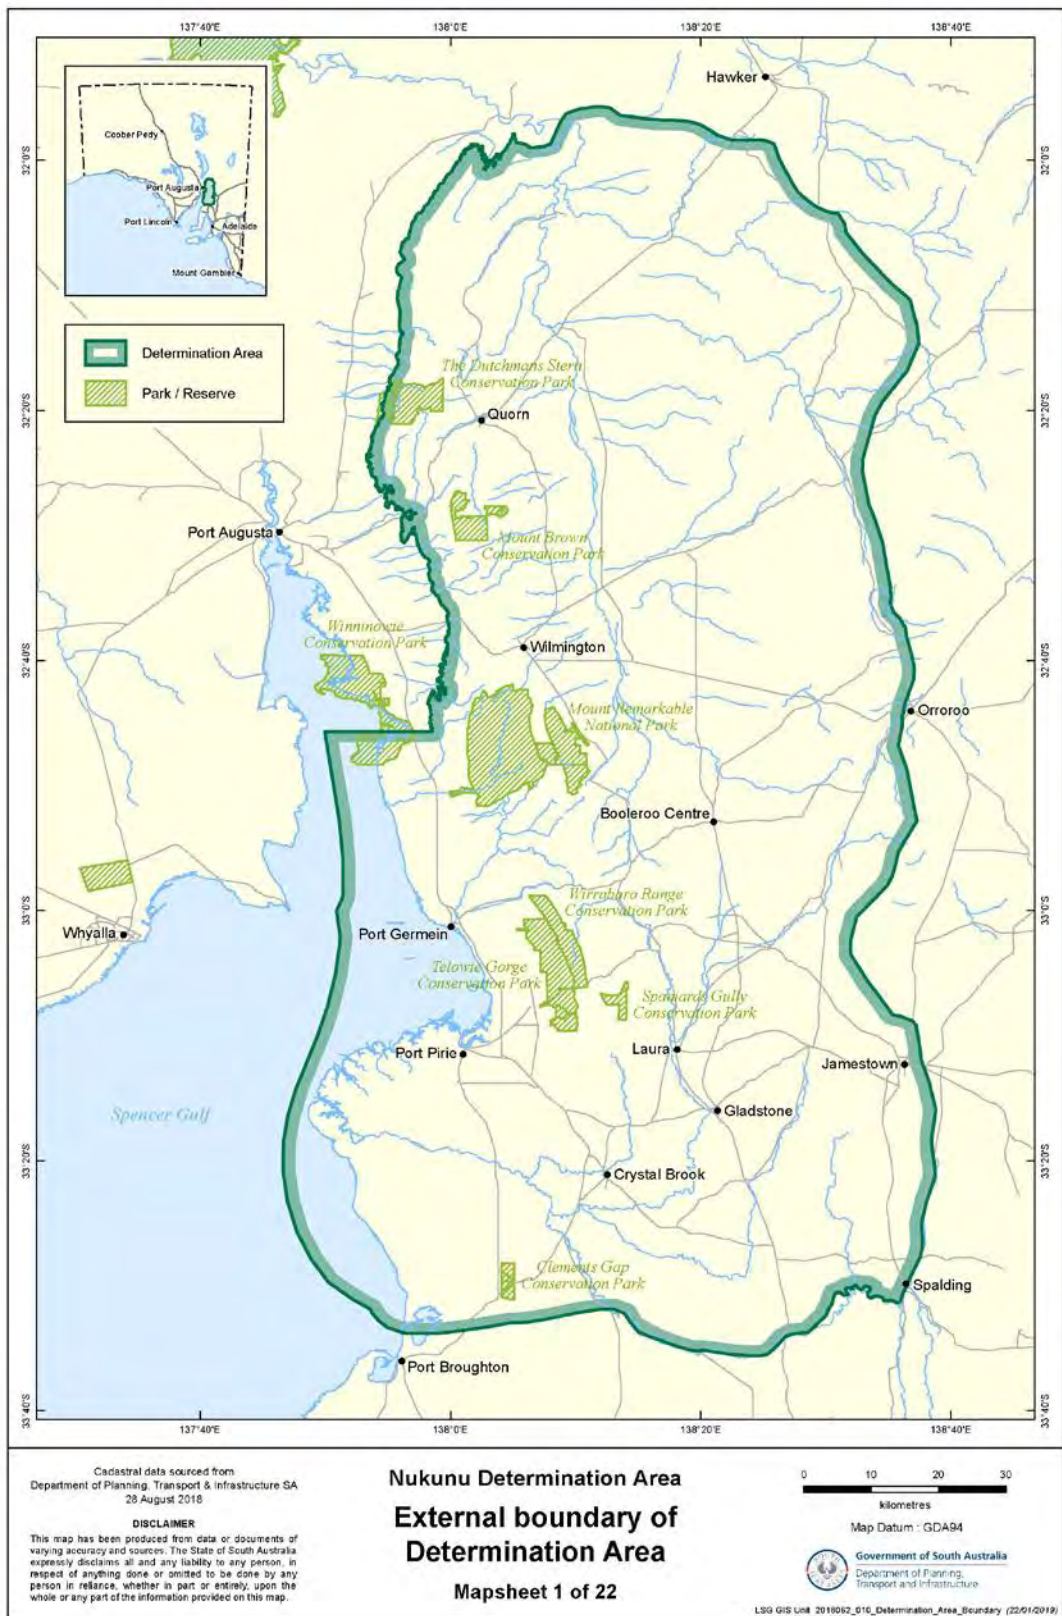 137°40'E 138°0'E 138°20'E 138°40'E
Hawker
Coober Pedy
Port Augusta
Port Lincoln
Adelaide
Mount Gambier
32°0'S
32°0'S
Determination Area
Park / Reserve
The Dutchmans Stern
Conservation Park
Quorn
32°20'S
32°20'S
Port Augusta
Mount Brown
Conservation Park
Winninowie
Conservation Park
Wilmington
32°40'S
32°40'S
Mount Remarkable
National Park
Orroroo
Booleroo Centre
Wirrabara Range
Conservation Park
33°0'S
33°0'S
Whyalla
Port Germein
Telowie Gorge
Conservation Park
Spaniards Gully
Conservation Park
Port Pirie
Laura
Jamestown
Spencer Gulf
Gladstone
33°20'S
33°20'S
Crystal Brook
Clements Gap
Conservation Park
Spalding
Port Broughton
33°40'S
33°40'S
137°40'E 138°0'E 138°20'E 138°40'E
Cadastral data sourced from
Department of Planning, Transport & Infrastructure SA
28 August 2018
DISCLAIMER
This map has been produced from data or documents of
varying accuracy and sources. The State of South Australia
expressly disclaims all and any liability to any person, in
respect of anything done or omitted to be done by any
person in reliance, whether in part or entirely, upon the
whole or any part of the information provided on this map.
Nukunu Determination Area
External boundary of
Determination Area
Mapsheet 1 of 22
0 10 20 30
kilometres
Map Datum : GDA94
Government of South Australia
Department of Planning,
Transport and Infrastructure
LSG GIS Unit 2016062_010_Determination_Area_Boundary (22/01/2019)